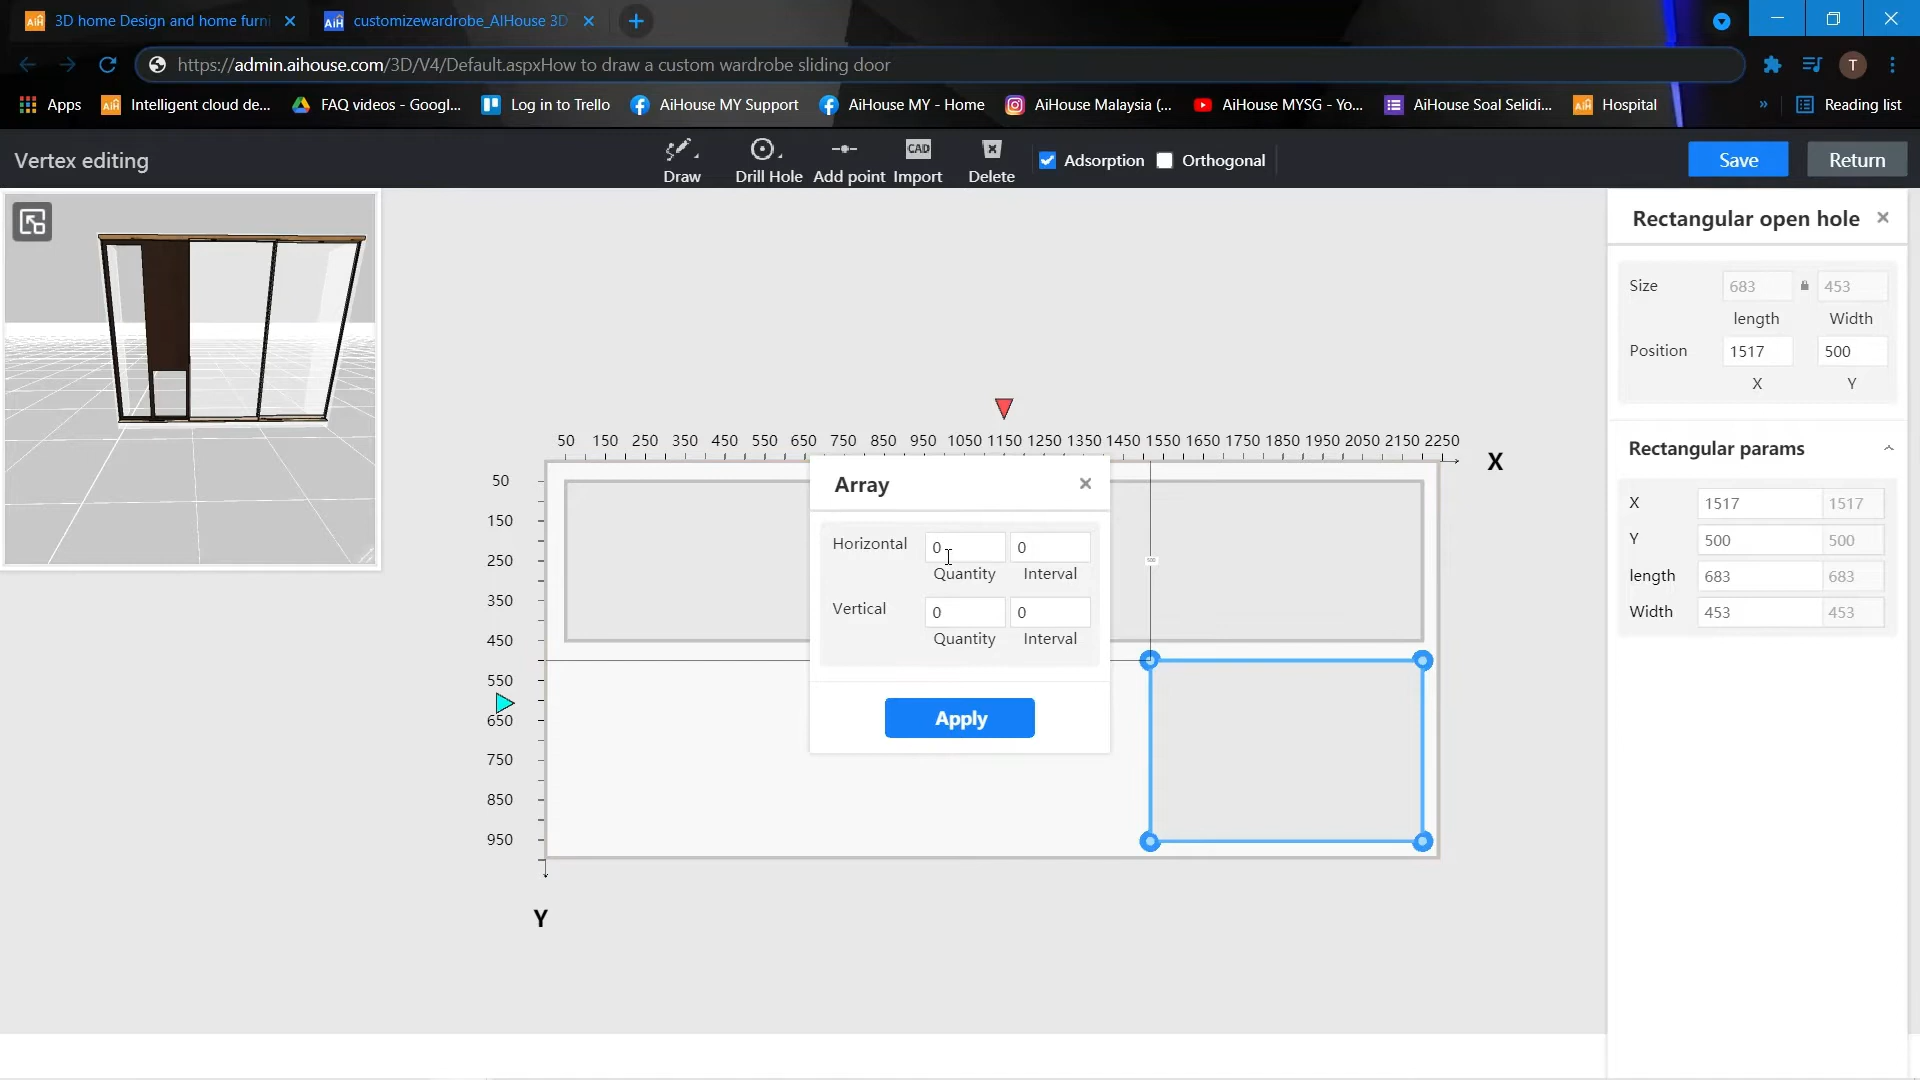 3D home Design and home furni
customizewardrobe_AIHouse 3D
https://admin.aihouse.com/3D/V4/Default.aspxHow to draw a custom wardrobe sliding door
T
Apps
Intelligent cloud de...
FAQ videos - Googl...
Log in to Trello
AiHouse MY Support
AiHouse MY - Home
AiHouse Malaysia (...
AiHouse MYSG - Yo...
AiHouse Soal Selidi...
Hospital
»
Reading list
Vertex editing
Draw
Drill Hole
Add point
CAD
Import
Delete
Adsorption
Orthogonal
Save
Return
Rectangular open hole
Size 683 453
length Width
Position 1517 500
X Y
Rectangular params
X 1517 1517
Y 500 500
length 683 683
Width 453 453
50 150 250 350 450 550 650 750 850 950 1050 1150 1250 1350 1450 1550 1650 1750 1850 1950 2050 2150 2250
X
50
150
250
350
450
550
650
750
850
950
Y
Array
Horizontal 0 0
Quantity Interval
Vertical 0 0
Quantity Interval
Apply